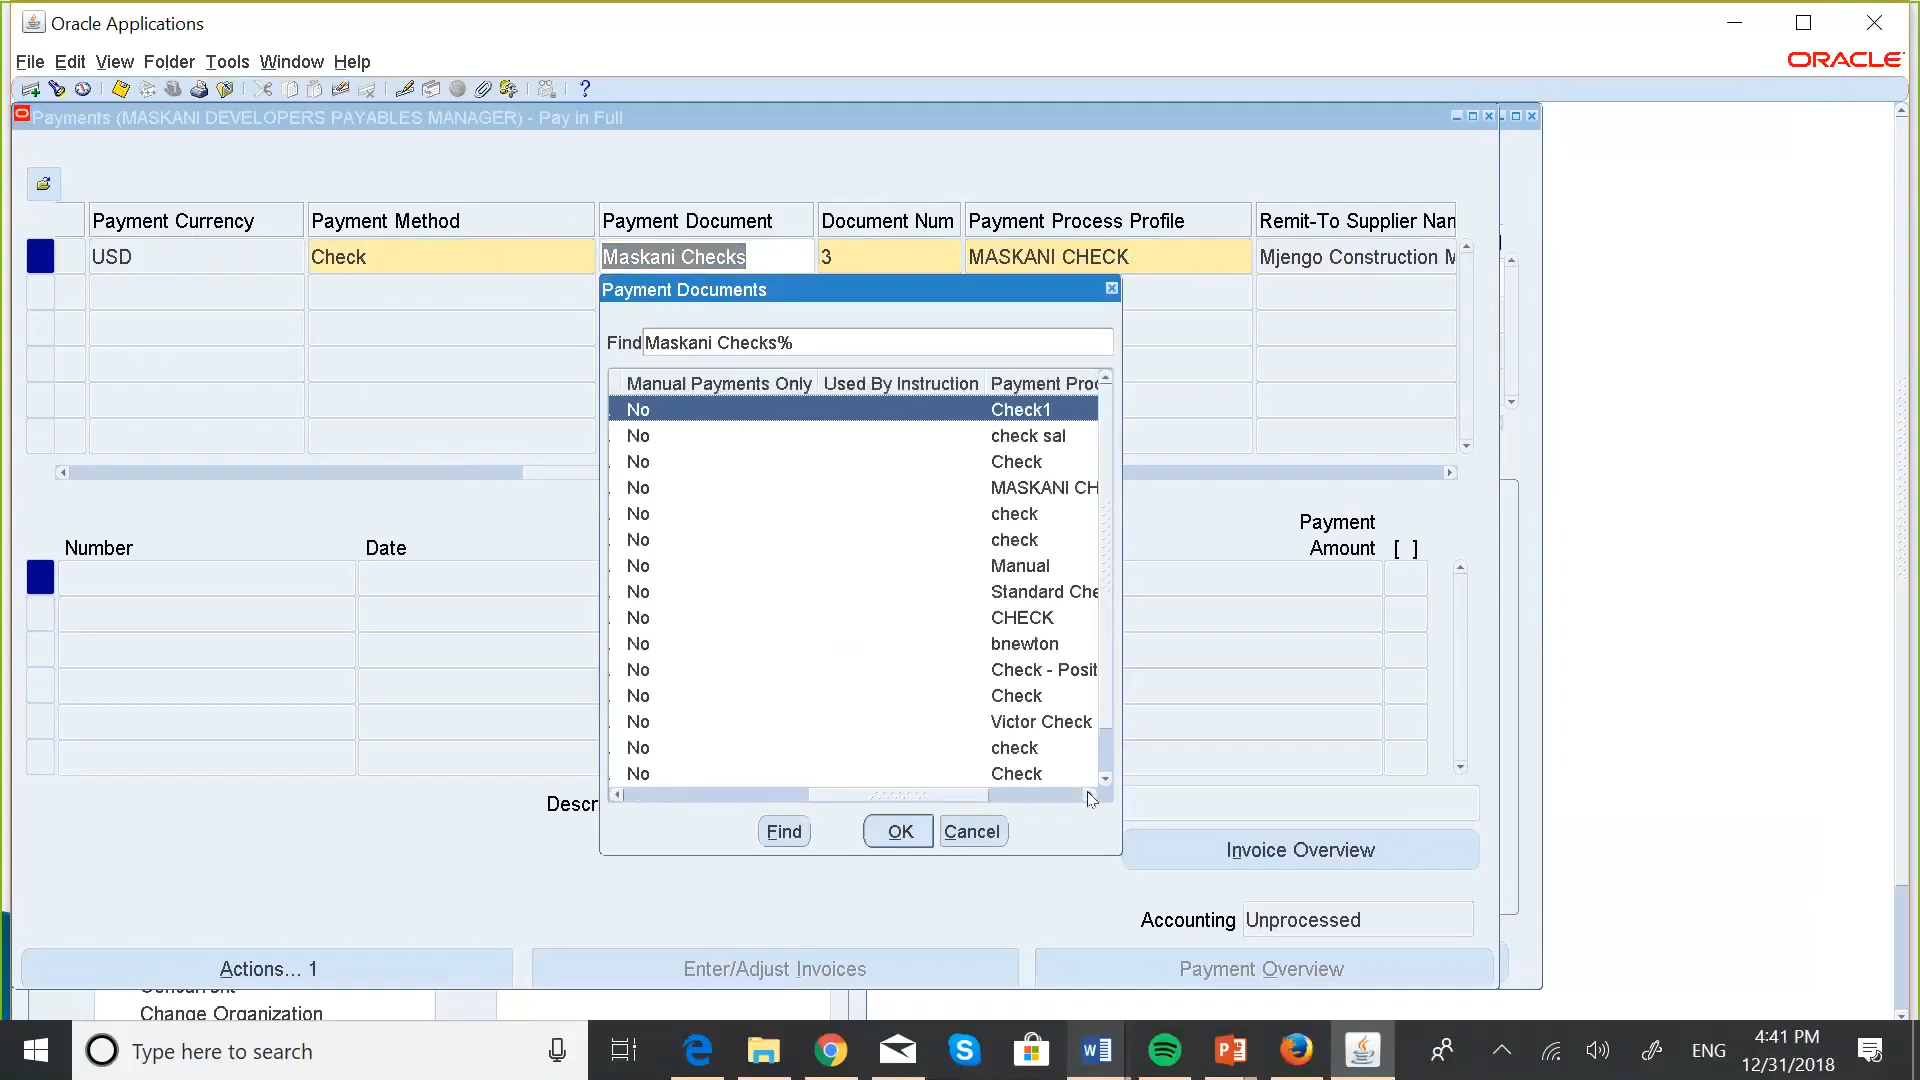 Oracle Applications
File Edit View Folder Tools Window Help
ORACLE
Payments (MASKANI DEVELOPERS PAYABLES MANAGER) - Pay in Full
Payment Currency Payment Method Payment Document Document Num Payment Process Profile Remit-To Supplier Nan
USD Check Maskani Checks 3 MASKANI CHECK Mjengo Construction M
Payment Documents
Find Maskani Checks%
Manual Payments Only Used By Instruction Payment Proc
No Check1
No check sal
No Check
No MASKANI CH
No check
No check
No Manual
No Standard Che
No CHECK
No bnewton
No Check - Posit
No Check
No Victor Check
No check
No Check
Find OK Cancel
Number Date
Payment
Amount [ ]
Descr
Invoice Overview
Accounting Unprocessed
Actions... 1 Enter/Adjust Invoices Payment Overview
Concurrent
Change Organization
Type here to search
ENG
4:41 PM
12/31/2018